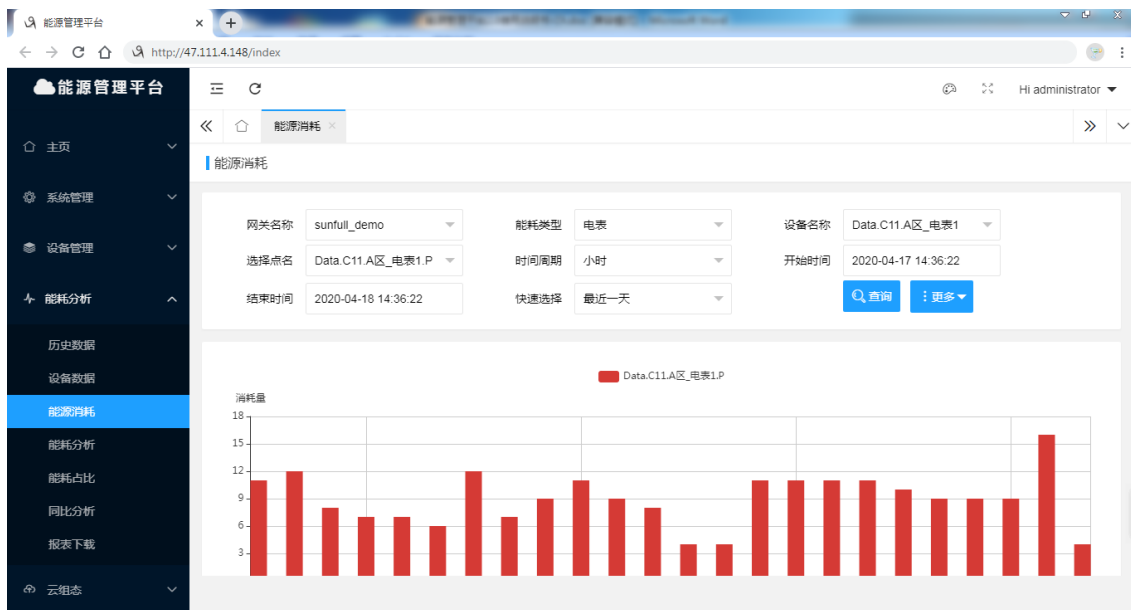 能源管理平台
http://47.111.4.148/index
能源管理平台
Hi administrator
能源消耗
主页
能源消耗
系统管理
网关名称 sunfull_demo 能耗类型 电表 设备名称 Data.C11.A区_电表1
设备管理
选择点名 Data.C11.A区_电表1.P 时间周期 小时 开始时间 2020-04-17 14:36:22
能耗分析
结束时间 2020-04-18 14:36:22 快速选择 最近一天 查询 更多
历史数据
设备数据
能源消耗
能耗分析
能耗占比
同比分析
报表下载
云组态
Data.C11.A区_电表1.P
消耗量
18
15
12
9
6
3